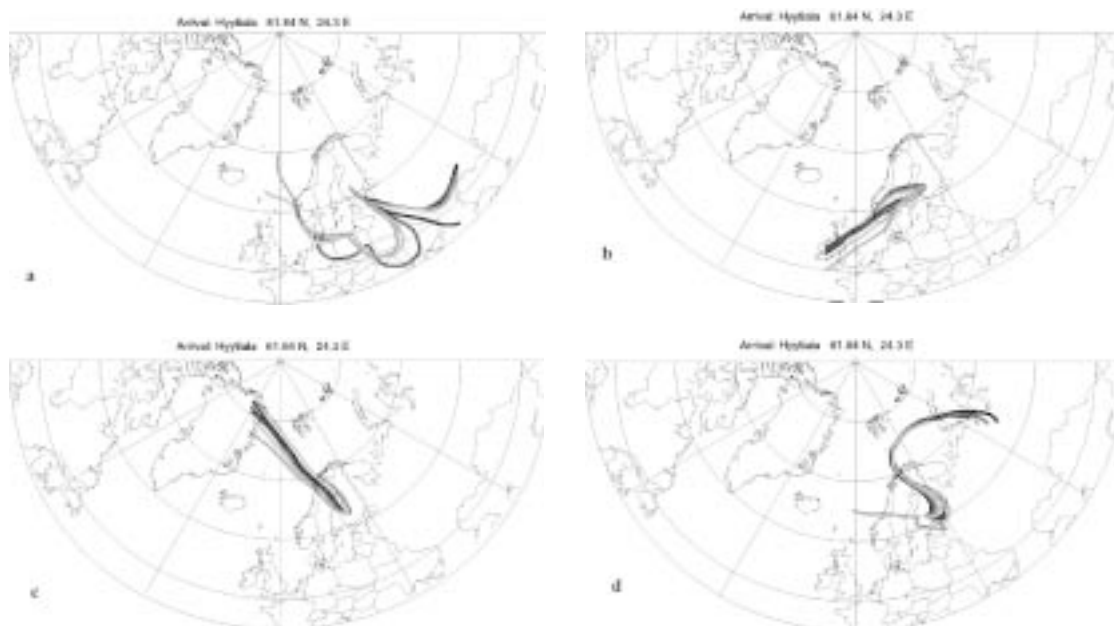 Arrival: Hyytiala 61.84 N, 24.3 E
Arrival: Hyytiala 61.84 N, 24.3 E
a
b
Arrival: Hyytiala 61.84 N, 24.3 E
Arrival: Hyytiala 61.84 N, 24.3 E
c
d